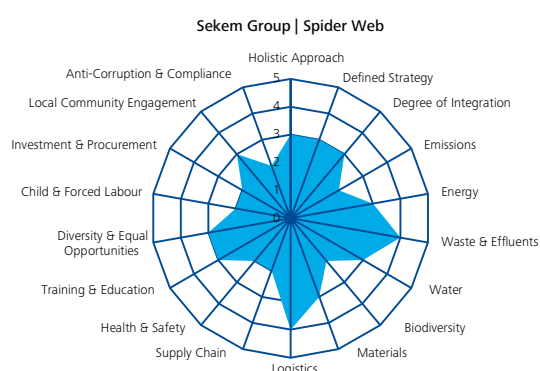 Sekem Group | Spider Web
Holistic Approach
Defined Strategy
Degree of Integration
Emissions
Energy
Waste & Effluents
Water
Biodiversity
Materials
Logistics
Supply Chain
Health & Safety
Training & Education
Diversity & Equal
Opportunities
Child & Forced Labour
Investment & Procurement
Local Community Engagement
Anti-Corruption & Compliance
5
4
3
2
1
0